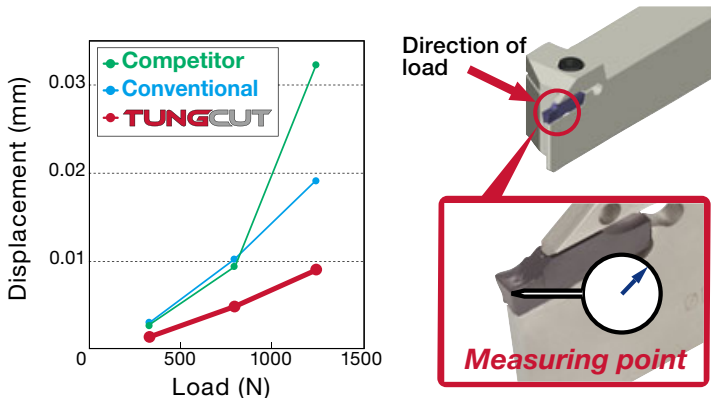 Competitor
Conventional
TUNGCUT
Displacement (mm)
0.03
0.02
0.01
0
500
1000
1500
Load (N)
Direction of
load
Measuring point